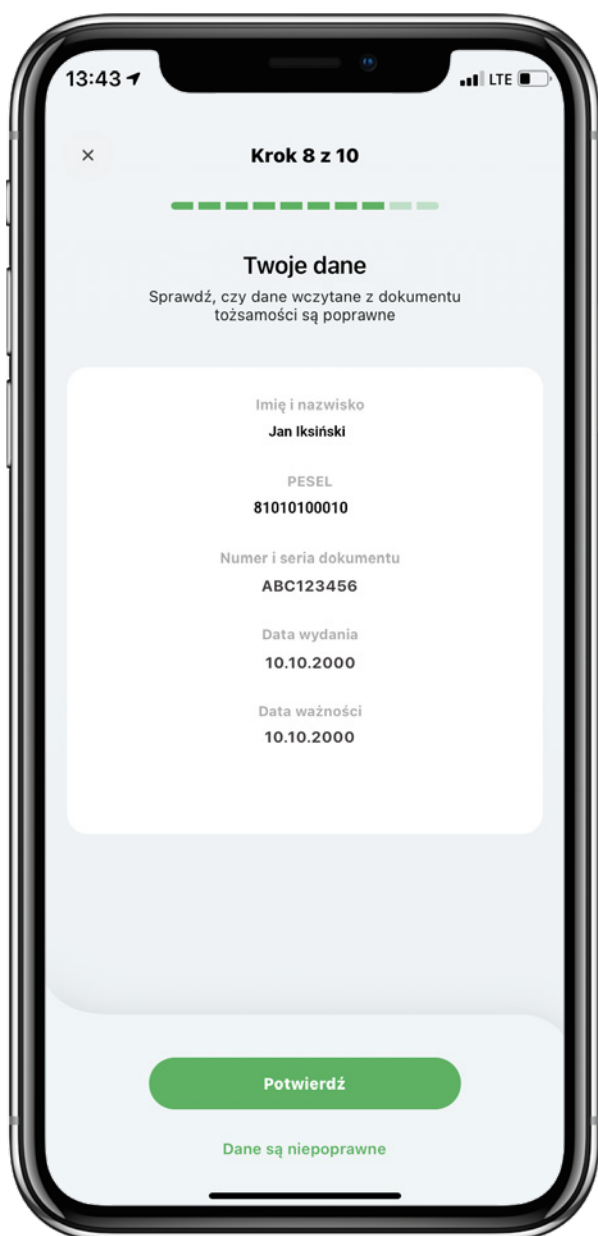 13:43
LTE
×
Krok 8 z 10
Twoje dane
Sprawdź, czy dane wczytane z dokumentu
tożsamości są poprawne
Imię i nazwisko
Jan Iksiński
PESEL
81010100010
Numer i seria dokumentu
ABC123456
Data wydania
10.10.2000
Data ważności
10.10.2000
Potwierdź
Dane są niepoprawne